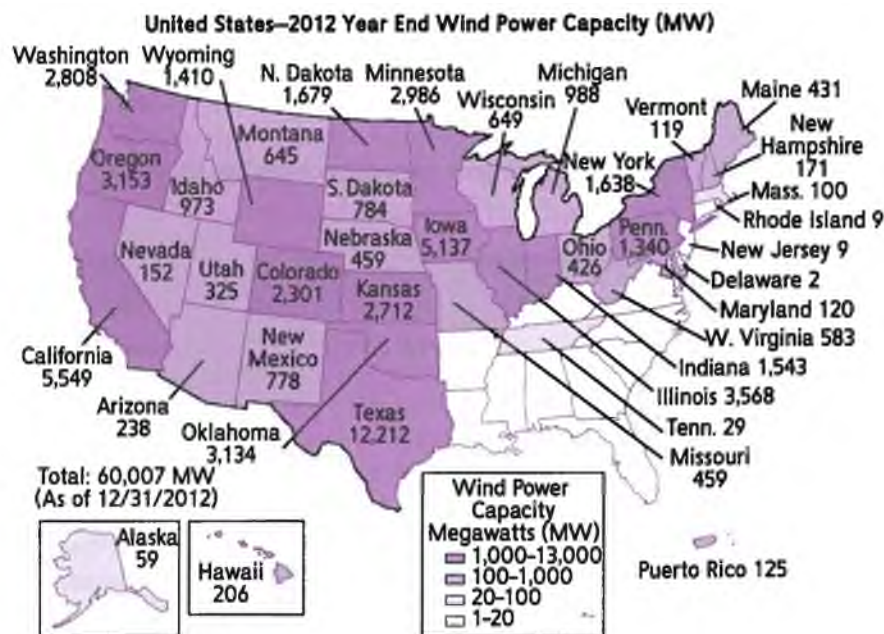 United States–2012 Year End Wind Power Capacity (MW)
Washington
2,808
Wyoming
1,410
N. Dakota
1,679
Minnesota
2,986
Wisconsin
649
Michigan
988
Vermont
119
Maine 431
New
Hampshire
171
Mass. 100
Rhode Island 9
New Jersey 9
Delaware 2
Maryland 120
W. Virginia 583
Indiana 1,543
Illinois 3,568
Tenn. 29
Missouri
459
Montana
645
Oregon
3,153
Idaho
973
S. Dakota
784
New York
1,638
Iowa
5,137
Nebraska
459
Penn.
1,340
Ohio
426
Nevada
152
Utah
325
Colorado
2,301
Kansas
2,712
California
5,549
New
Mexico
778
Arizona
238
Oklahoma
3,134
Texas
12,212
Total: 60,007 MW
(As of 12/31/2012)
Alaska
59
Hawaii
206
Wind Power
Capacity
Megawatts (MW)
1,000–13,000
100–1,000
20–100
1–20
Puerto Rico 125